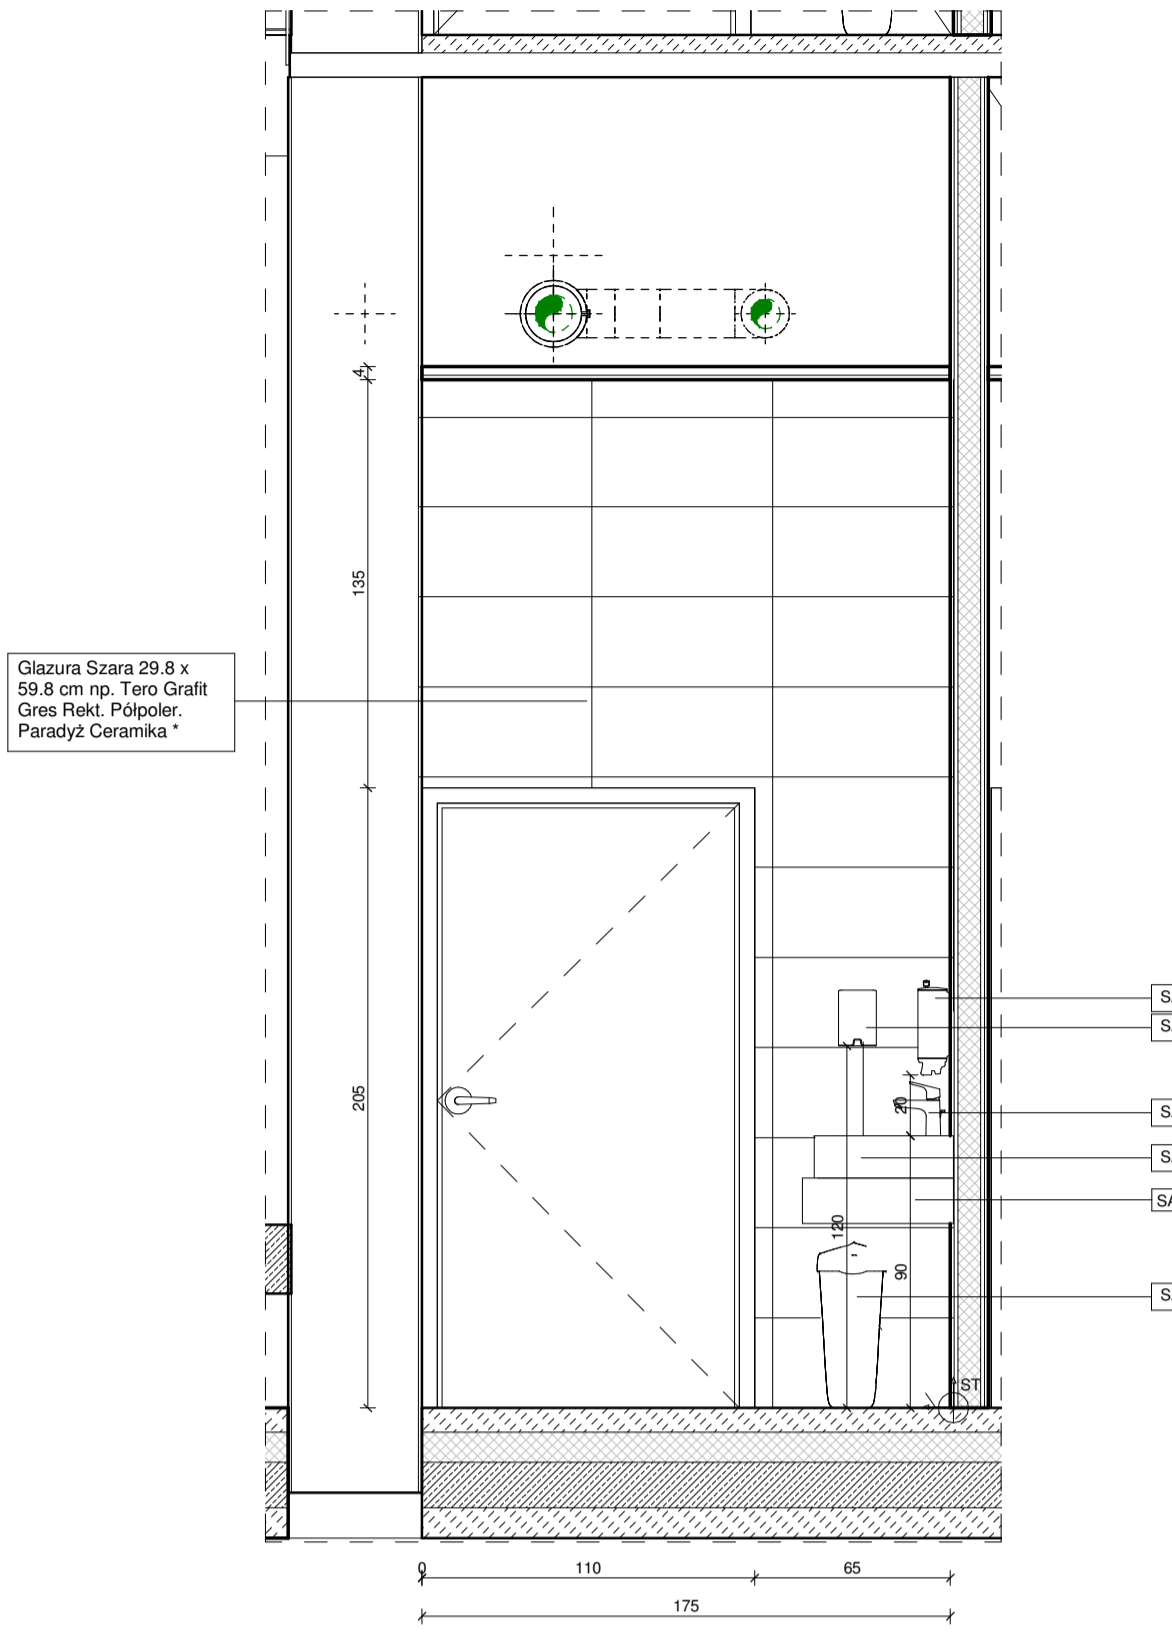 4
135
Glazura Szara 29.8 x
59.8 cm np. Tero Grafit
Gres Rekt. Półpoler.
Paradyż Ceramika *
205
20
120
90
ST
0
110
65
175